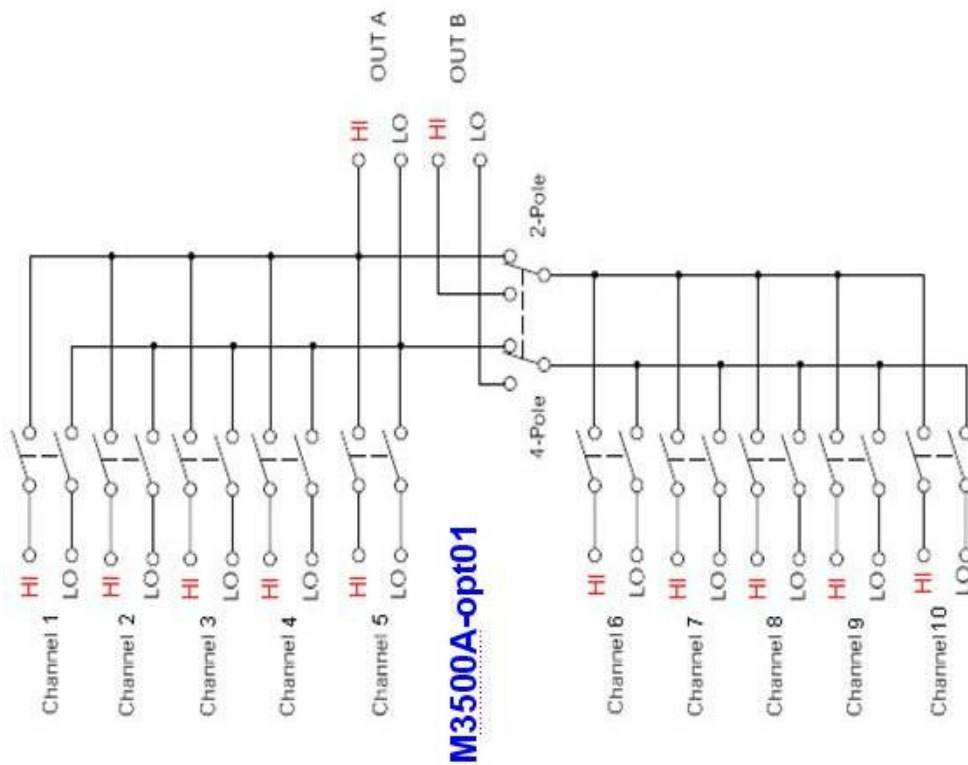 OUT A
OUT B
HI
LO
HI
LO
2-Pole
4-Pole
HI
LO
Channel 1
HI
LO
Channel 2
HI
LO
Channel 3
HI
LO
Channel 4
HI
LO
Channel 5
M3500A-opt01
HI
LO
Channel 6
HI
LO
Channel 7
HI
LO
Channel 8
HI
LO
Channel 9
HI
LO
Channel 10